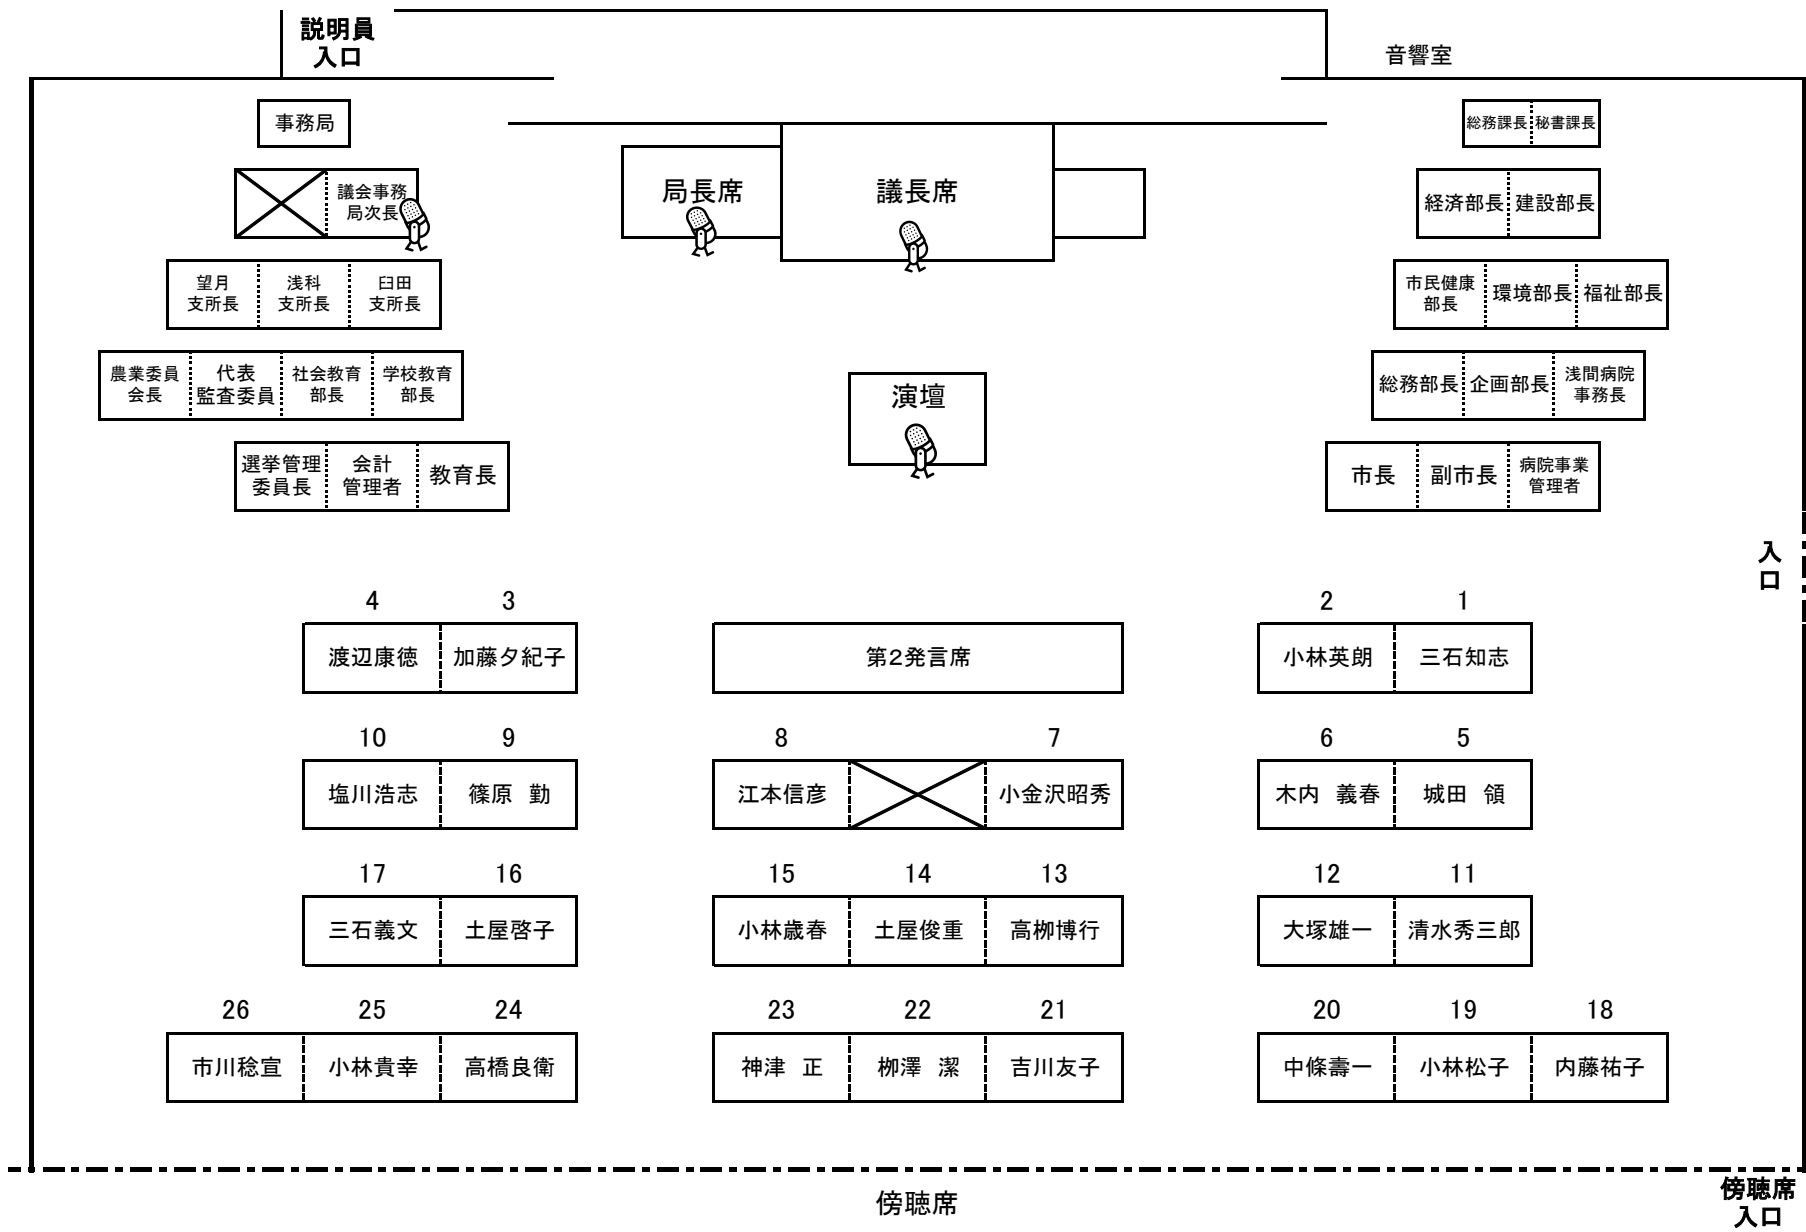 説明員
入口
音響室
事務局
総務課長 秘書課長
議会事務
局次長
局長席
議長席
経済部長 建設部長
望月
支所長
浅科
支所長
臼田
支所長
市民健康
部長
環境部長 福祉部長
農業委員
会長
代表
監査委員
社会教育
部長
学校教育
部長
演壇
総務部長 企画部長
浅間病院
事務長
選挙管理
委員長
会計
管理者
教育長
市長 副市長
病院事業
管理者
入
口
4 3 2 1
渡辺康徳 加藤夕紀子 第2発言席 小林英朗 三石知志
10 9 8 7 6 5
塩川浩志 篠原 勤 江本信彦 小金沢昭秀 木内 義春 城田 領
17 16 15 14 13 12 11
三石義文 土屋啓子 小林歳春 土屋俊重 高栁博行 大塚雄一 清水秀三郎
26 25 24 23 22 21 20 19 18
市川稔宣 小林貴幸 高橋良衛 神津 正 栁澤 潔 吉川友子 中條壽一 小林松子 内藤祐子
傍聴席
傍聴席
入口